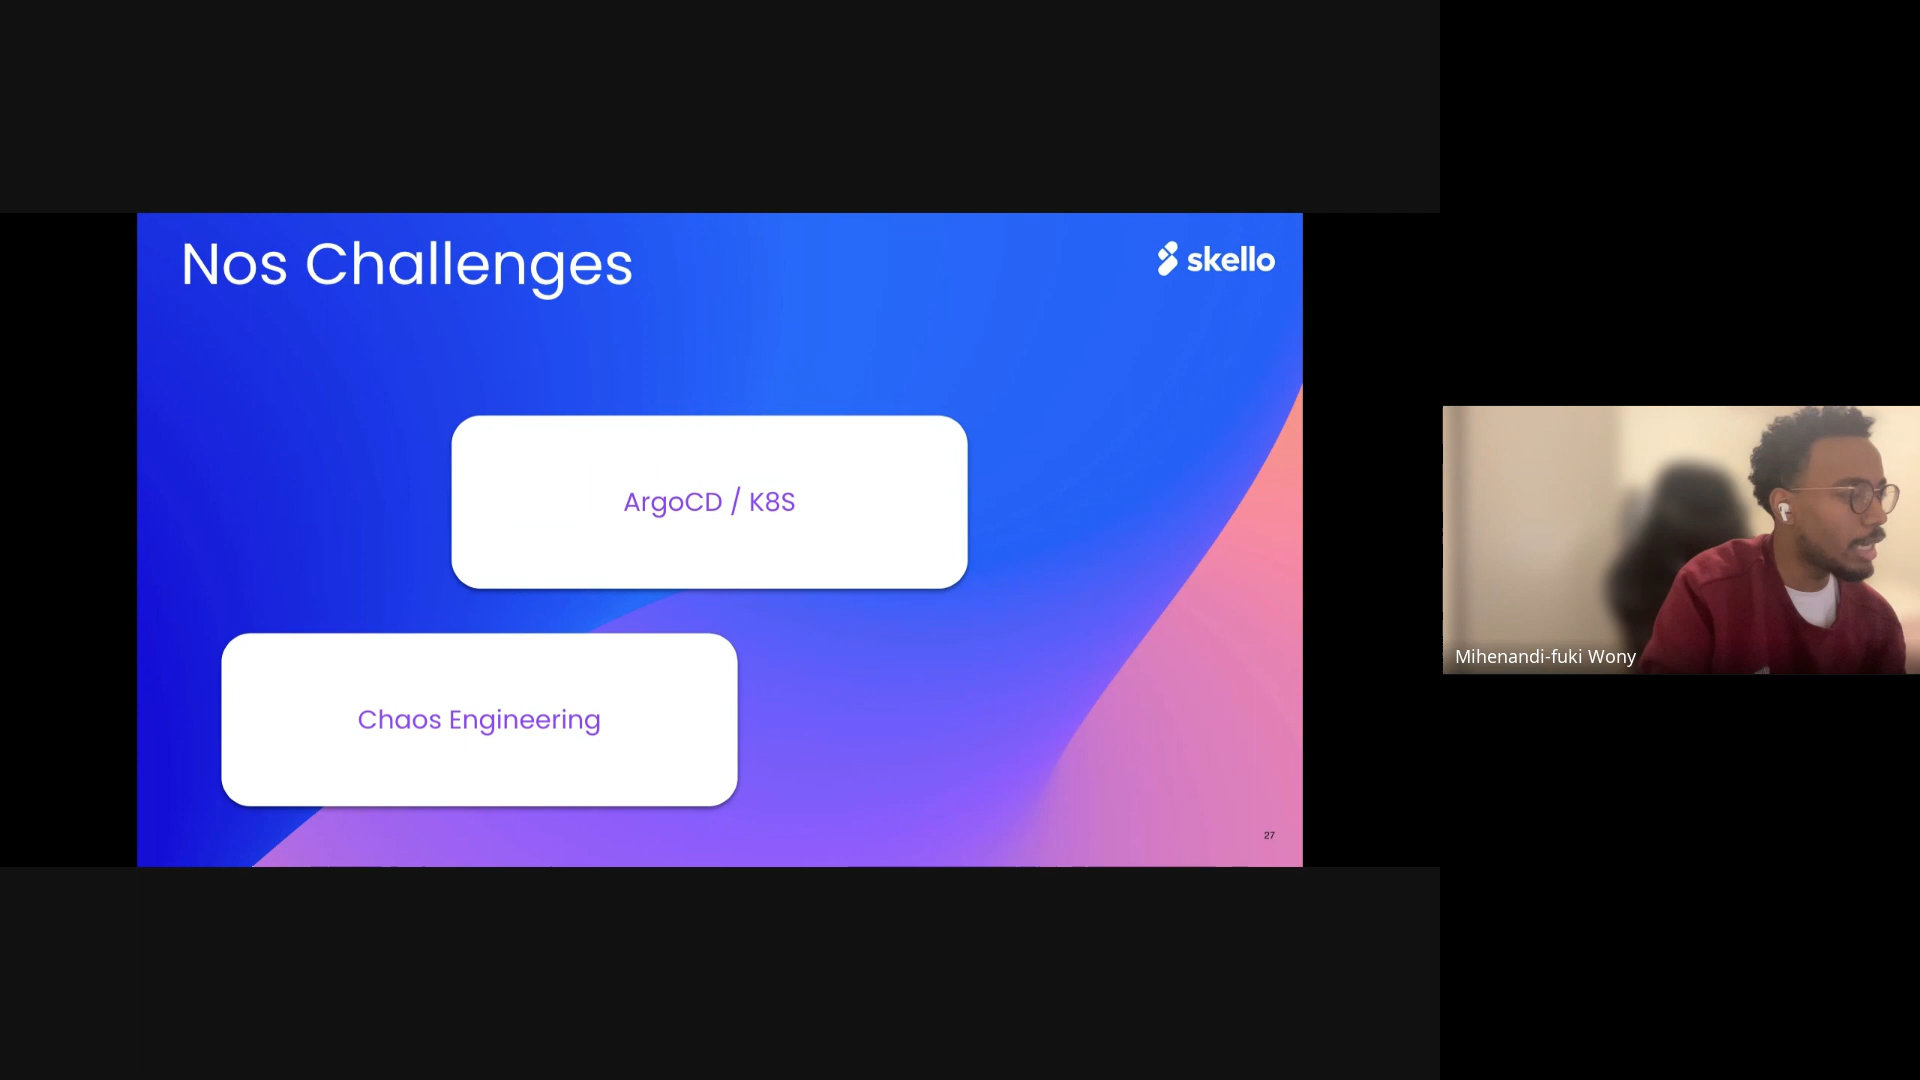 Nos Challenges
skello
ArgoCD / K8S
Chaos Engineering
27
Mihenandi-fuki Wony